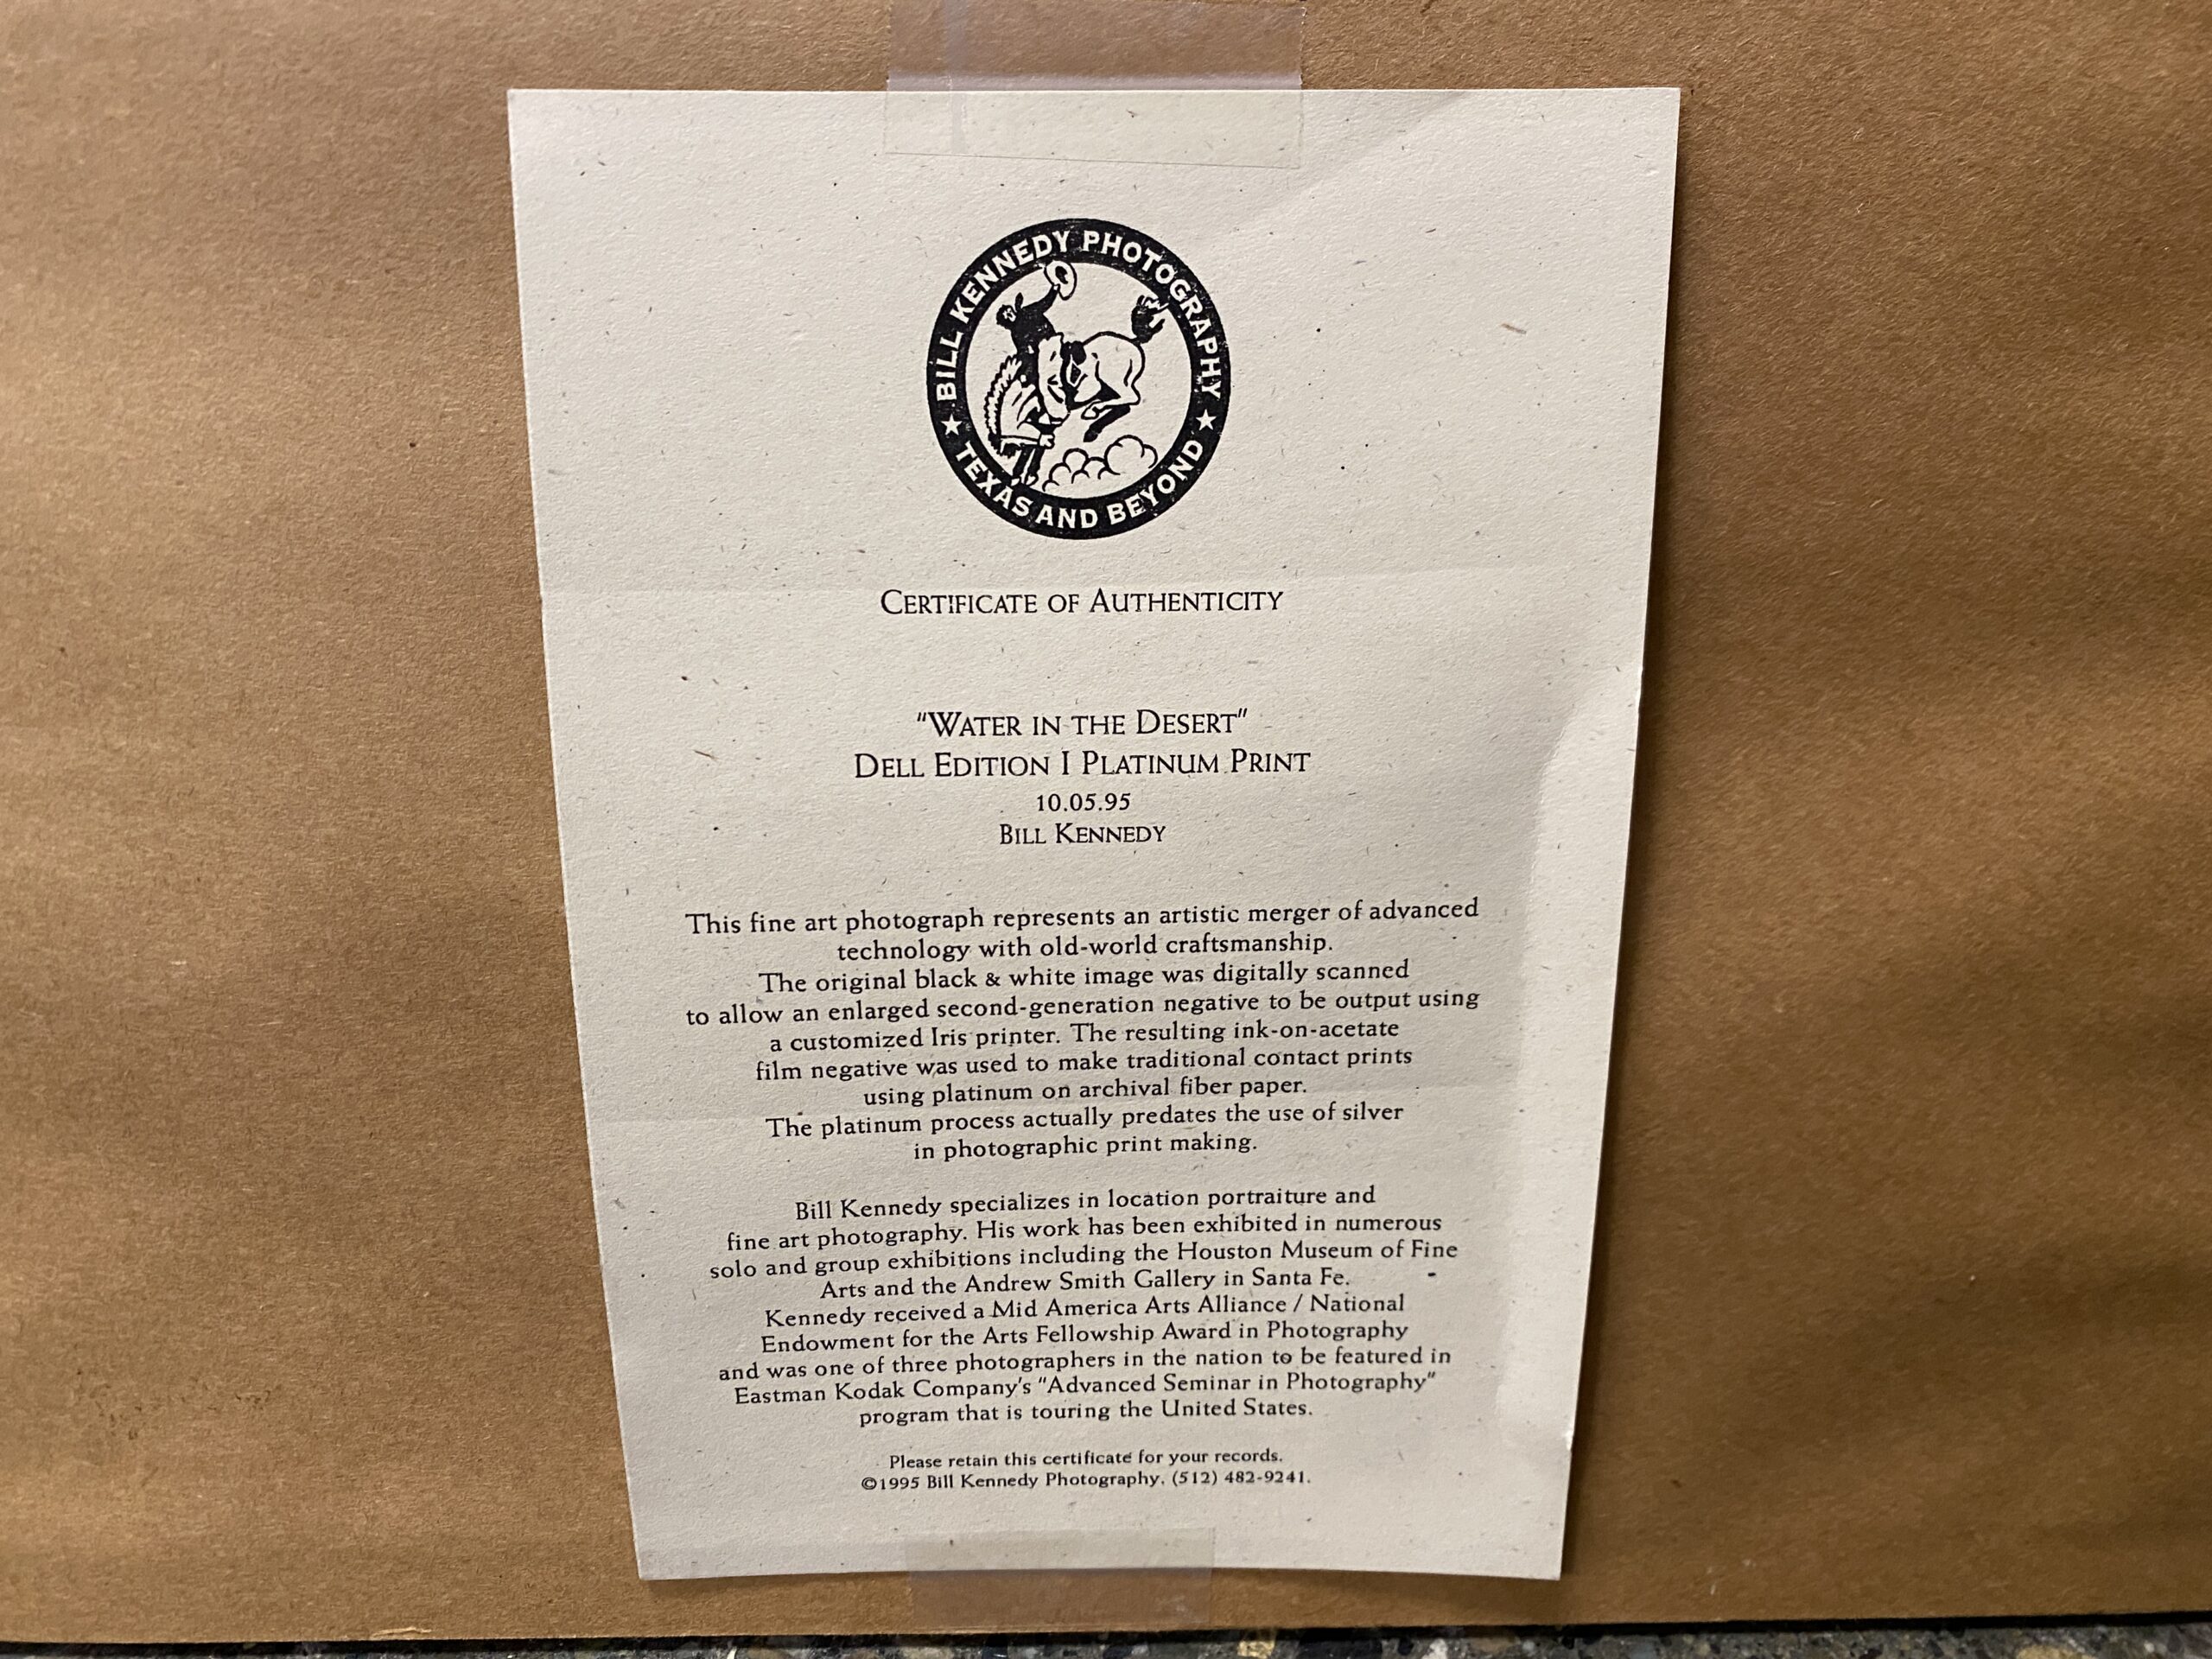 BILL KENNEDY PHOTOGRAPHY
★ TEXAS AND BEYOND ★
CERTIFICATE OF AUTHENTICITY
"WATER IN THE DESERT"
DELL EDITION I PLATINUM PRINT
10.05.95
BILL KENNEDY
This fine art photograph represents an artistic merger of advanced
technology with old-world craftsmanship.
The original black & white image was digitally scanned
to allow an enlarged second-generation negative to be output using
a customized Iris printer. The resulting ink-on-acetate
film negative was used to make traditional contact prints
using platinum on archival fiber paper.
The platinum process actually predates the use of silver
in photographic print making.
Bill Kennedy specializes in location portraiture and
fine art photography. His work has been exhibited in numerous
solo and group exhibitions including the Houston Museum of Fine
Arts and the Andrew Smith Gallery in Santa Fe.
Kennedy received a Mid America Arts Alliance / National
Endowment for the Arts Fellowship Award in Photography
and was one of three photographers in the nation to be featured in
Eastman Kodak Company's "Advanced Seminar in Photography"
program that is touring the United States.
Please retain this certificate for your records.
©1995 Bill Kennedy Photography. (512) 482-9241.